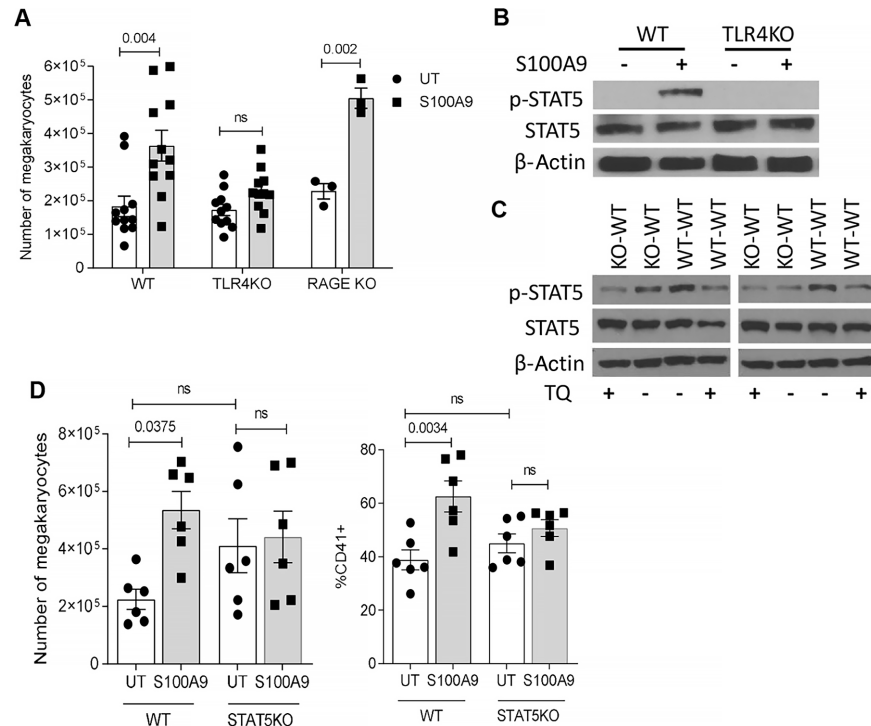 A
0.004
0.002
ns
UT
S100A9
Number of megakaryocytes
6×10⁵
5×10⁵
4×10⁵
3×10⁵
2×10⁵
1×10⁵
0
WT TLR4KO RAGE KO
B
WT TLR4KO
S100A9 - + - +
p-STAT5
STAT5
β-Actin
C
KO-WT KO-WT WT-WT WT-WT KO-WT KO-WT WT-WT WT-WT
p-STAT5
STAT5
β-Actin
TQ + - - + + - - +
D
ns
0.0375
ns
Number of megakaryocytes
8×10⁵
6×10⁵
4×10⁵
2×10⁵
0
UT S100A9 UT S100A9
WT STAT5KO
ns
0.0034
ns
%CD41+
80
60
40
20
0
UT S100A9 UT S100A9
WT STAT5KO